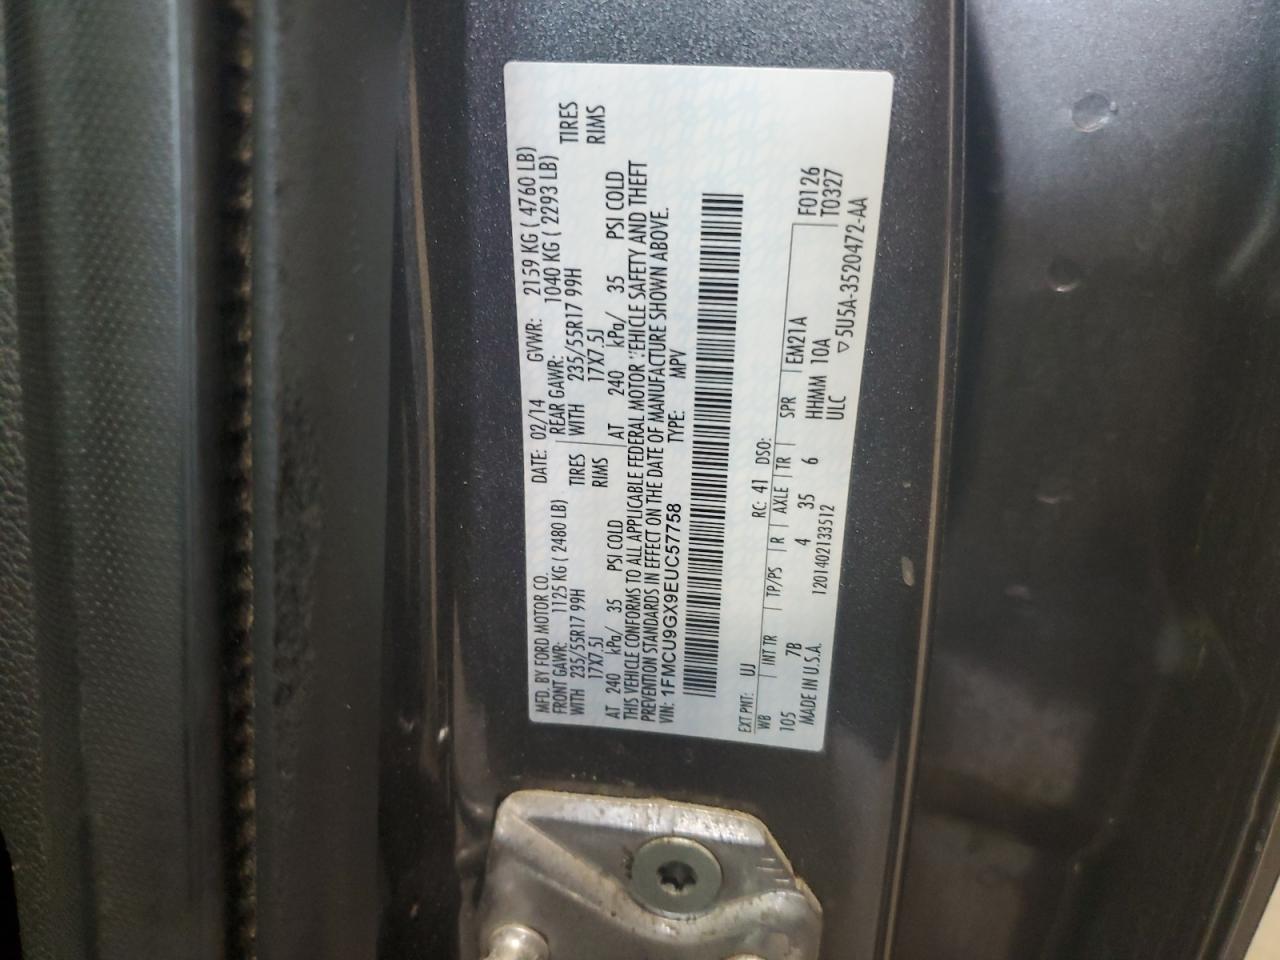 MFD. BY FORD MOTOR CO. DATE: 02/14 GVWR: 2159 KG ( 4760 LB)
FRONT GAWR: 1125 KG ( 2480 LB) REAR GAWR: 1040 KG ( 2293 LB)
WITH 235/55R17 99H TIRES WITH 235/55R17 99H TIRES
17X7.5J RIMS 17X7.5J RIMS
AT 240 kPa/ 35 PSI COLD AT 240 kPa/ 35 PSI COLD
THIS VEHICLE CONFORMS TO ALL APPLICABLE FEDERAL MOTOR VEHICLE SAFETY AND THEFT
PREVENTION STANDARDS IN EFFECT ON THE DATE OF MANUFACTURE SHOWN ABOVE.
VIN: 1FMCU9GX9EUC57758 TYPE: MPV
EXT PNT: UJ RC: 41 DSO:
WB INT TR TP/PS R AXLE TR SPR EM21A F0126
105 7B 4 35 6 HHMM 10A T0327
MADE IN U.S.A. 1201402133512 ULC ▽5U5A-3520472-AA